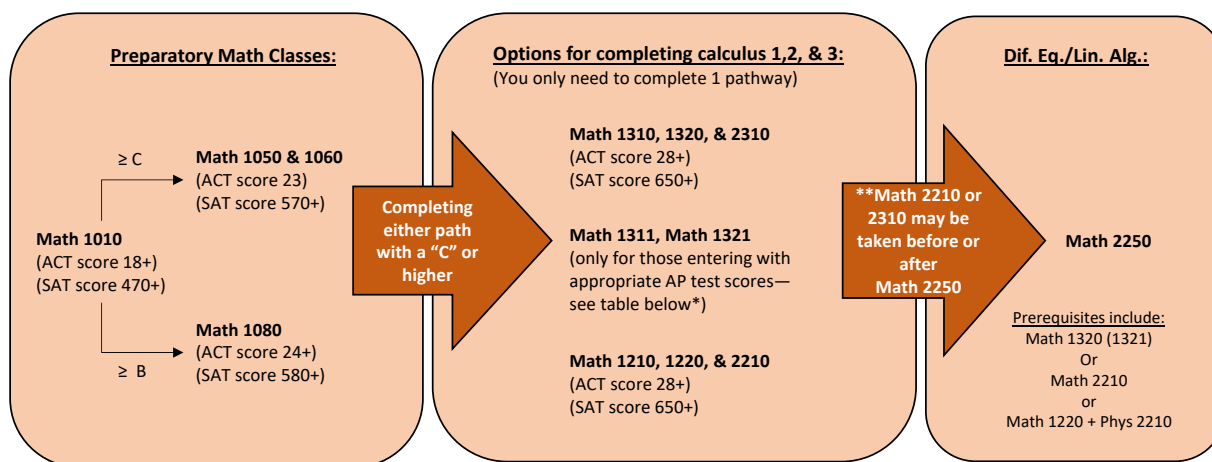 Preparatory Math Classes:
≥ C
Math 1050 & 1060
(ACT score 23)
(SAT score 570+)
Math 1010
(ACT score 18+)
(SAT score 470+)
Math 1080
(ACT score 24+)
(SAT score 580+)
≥ B
Completing
either path
with a “C” or
higher
Options for completing calculus 1,2, & 3:
(You only need to complete 1 pathway)
Math 1310, 1320, & 2310
(ACT score 28+)
(SAT score 650+)
Math 1311, Math 1321
(only for those entering with
appropriate AP test scores—
see table below*)
Math 1210, 1220, & 2210
(ACT score 28+)
(SAT score 650+)
**Math 2210 or
2310 may be
taken before or
after
Math 2250
Dif. Eq./Lin. Alg.:
Math 2250
Prerequisites include:
Math 1320 (1321)
Or
Math 2210
or
Math 1220 + Phys 2210